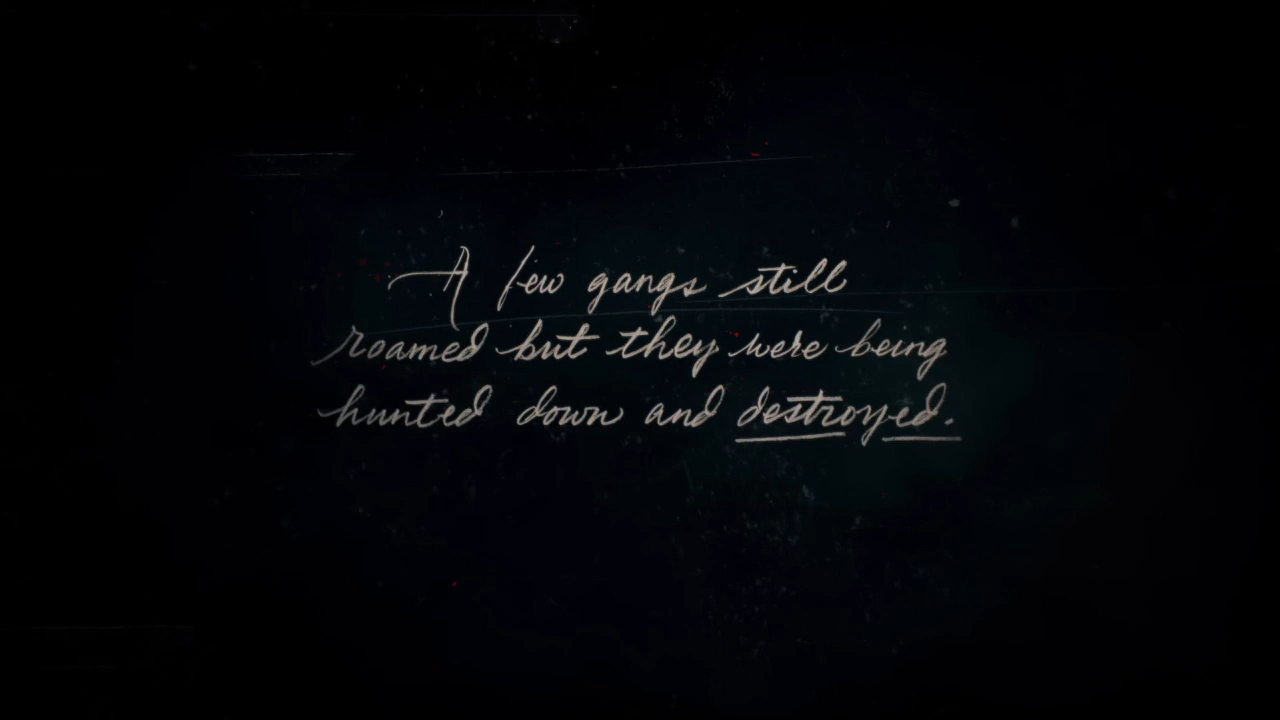 A few gangs still
roamed but they were being
hunted down and destroyed.